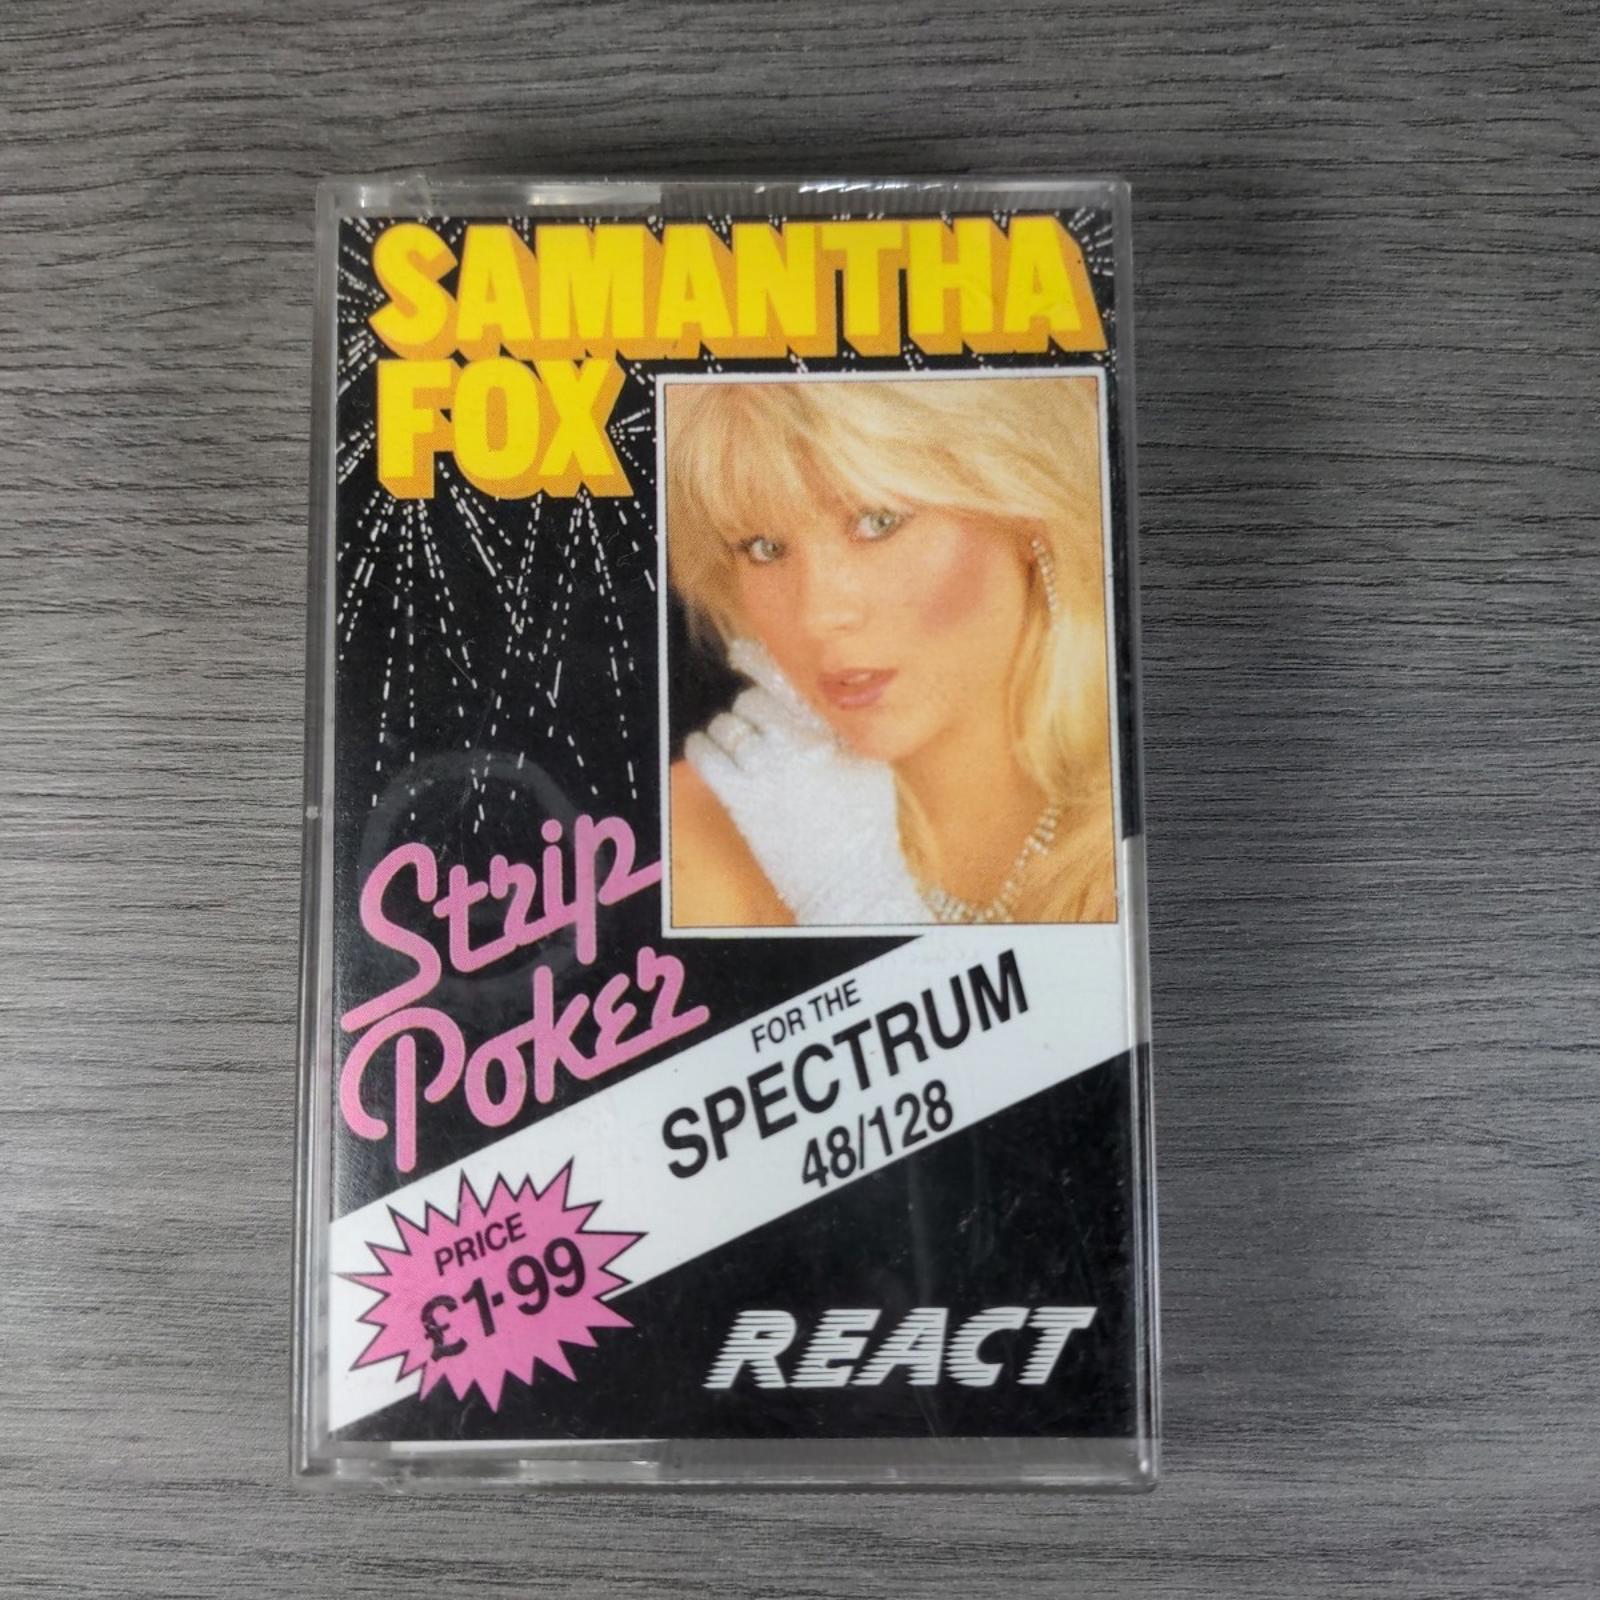 SAMANTHA
FOX
Strip
Poker
FOR THE
SPECTRUM
48/128
PRICE
£1·99
REACT